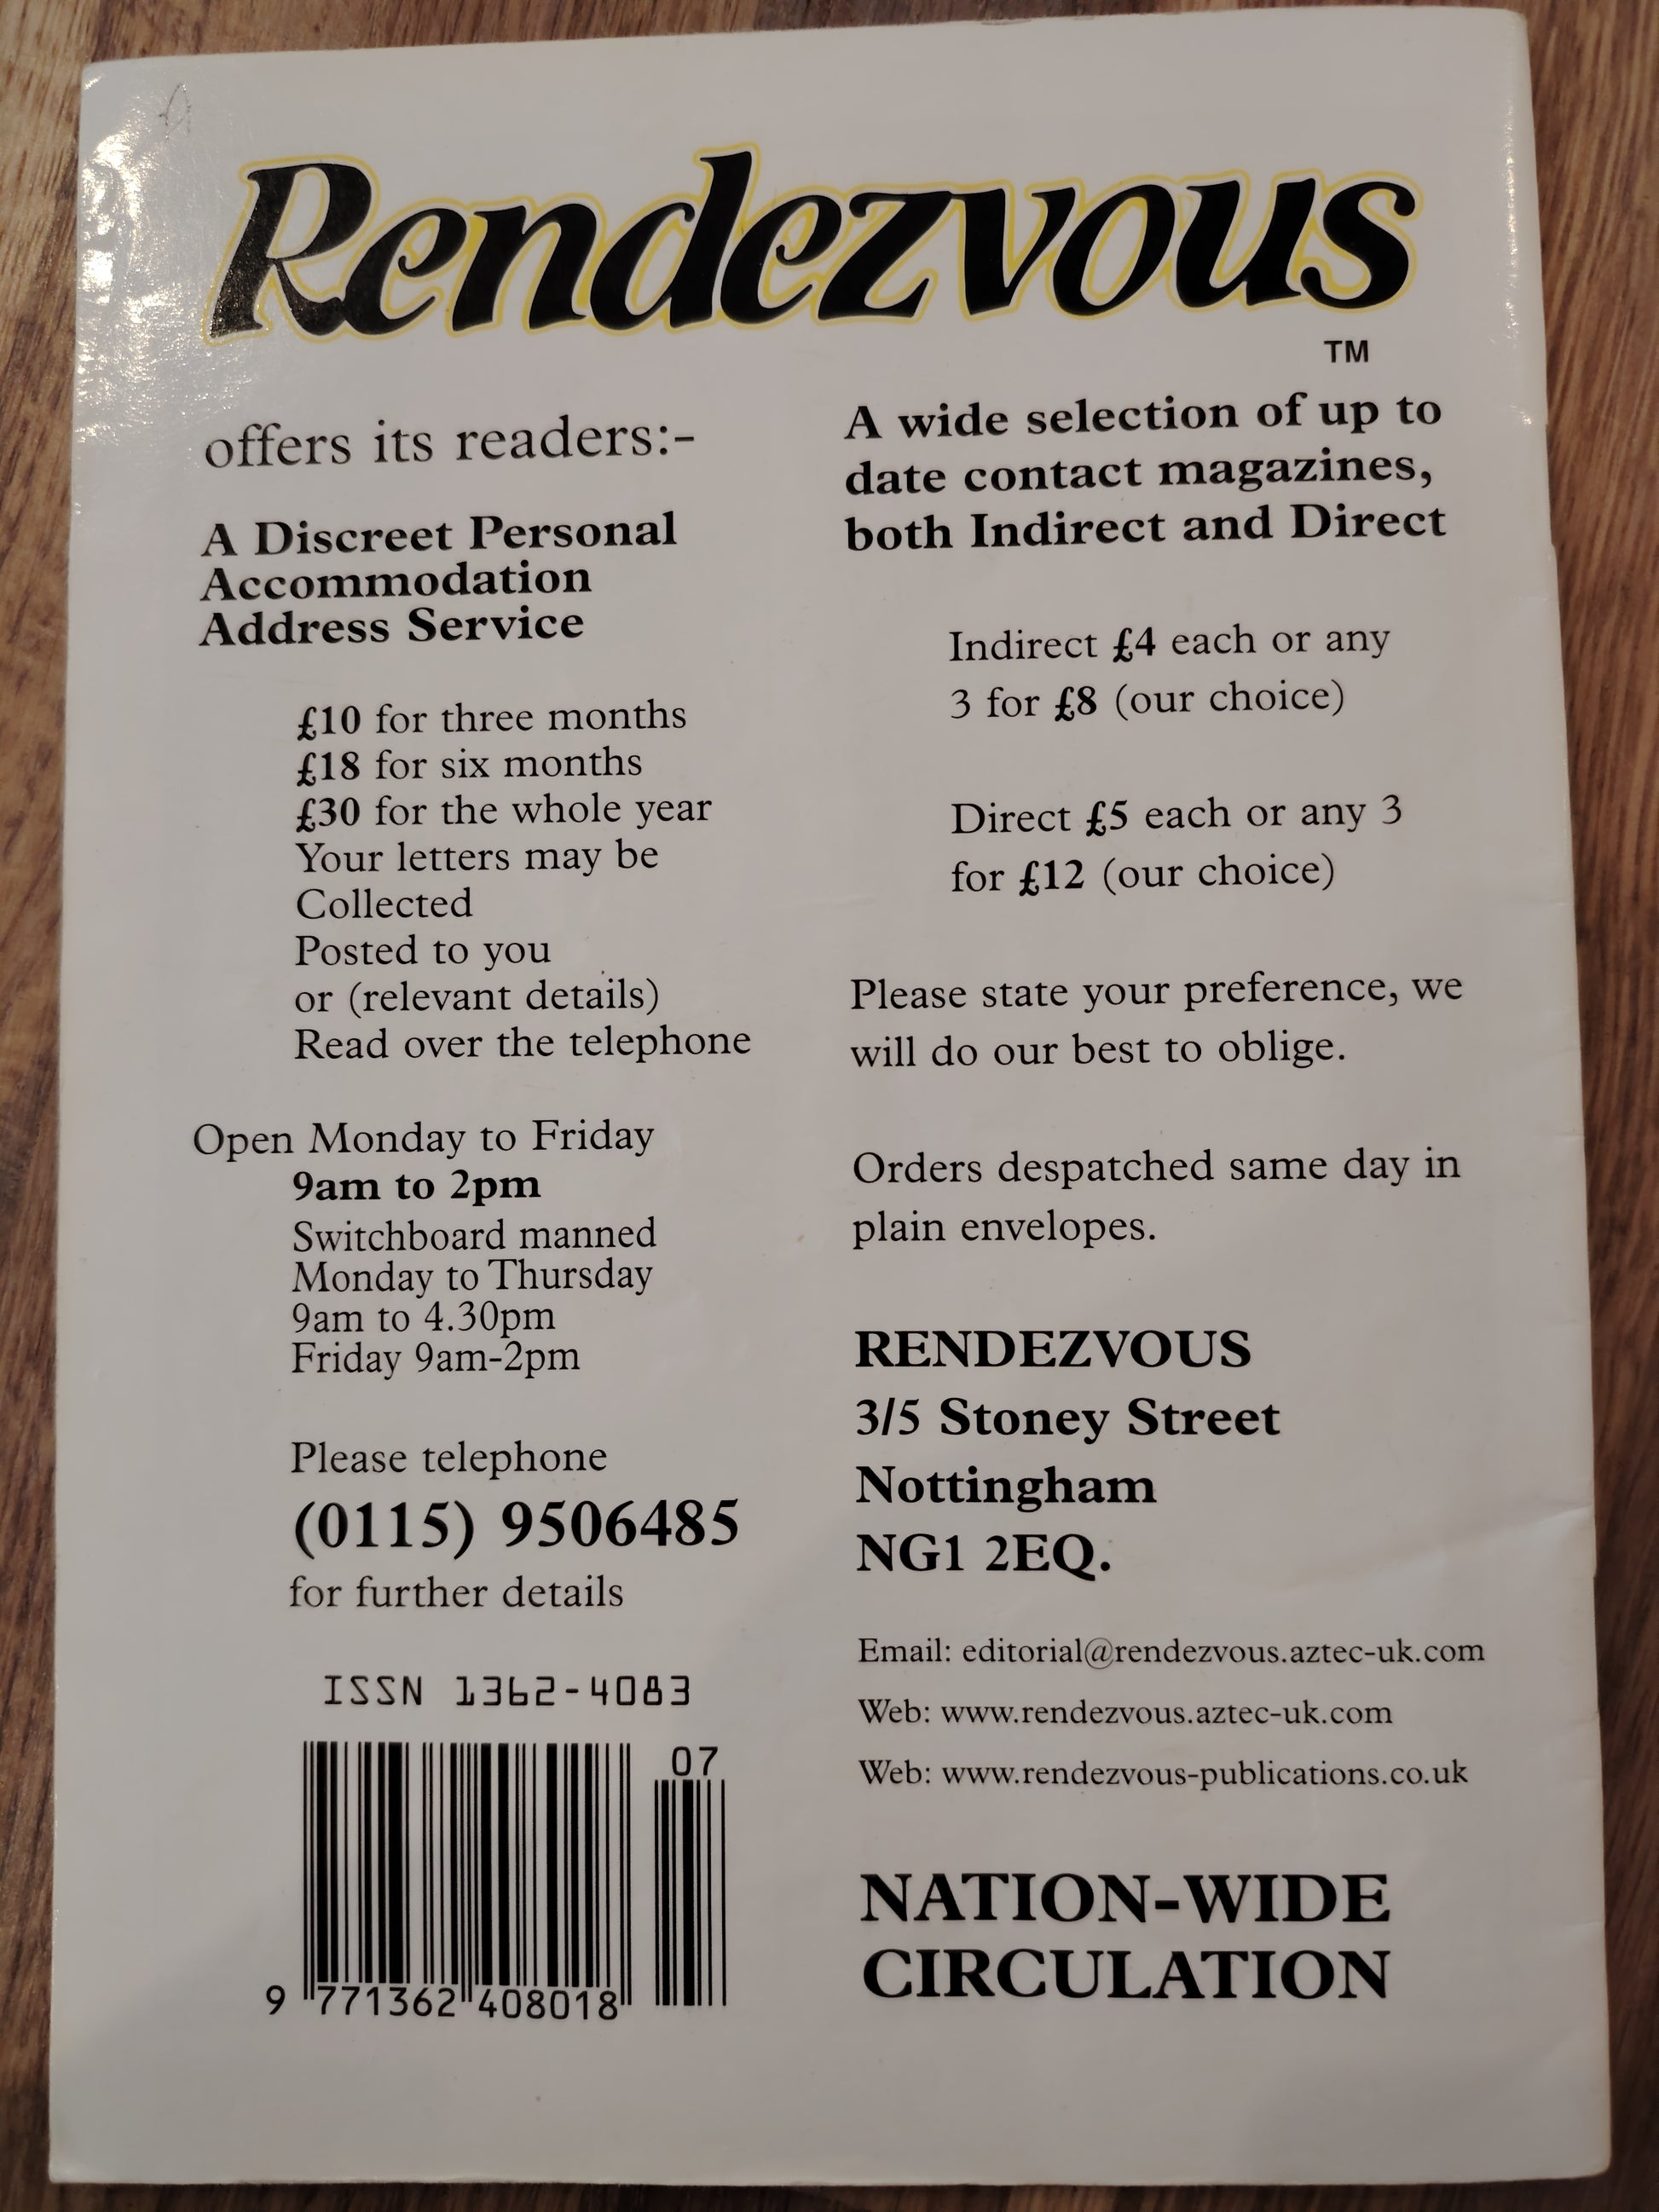 Rendezvous
TM
offers its readers:-
A Discreet Personal
Accommodation
Address Service
£10 for three months
£18 for six months
£30 for the whole year
Your letters may be
Collected
Posted to you
or (relevant details)
Read over the telephone
Open Monday to Friday
9am to 2pm
Switchboard manned
Monday to Thursday
9am to 4.30pm
Friday 9am-2pm
Please telephone
(0115) 9506485
for further details
ISSN 1362-4083
07
9 771362 408018
A wide selection of up to
date contact magazines,
both Indirect and Direct
Indirect £4 each or any
3 for £8 (our choice)
Direct £5 each or any 3
for £12 (our choice)
Please state your preference, we
will do our best to oblige.
Orders despatched same day in
plain envelopes.
RENDEZVOUS
3/5 Stoney Street
Nottingham
NG1 2EQ.
Email: editorial@rendezvous.aztec-uk.com
Web: www.rendezvous.aztec-uk.com
Web: www.rendezvous-publications.co.uk
NATION-WIDE
CIRCULATION